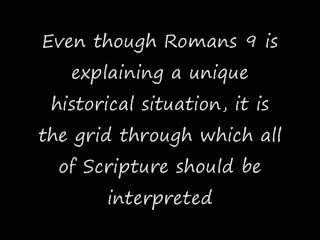 Even though Romans 9 is
explaining a unique
historical situation, it is
the grid through which all
of Scripture should be
interpreted